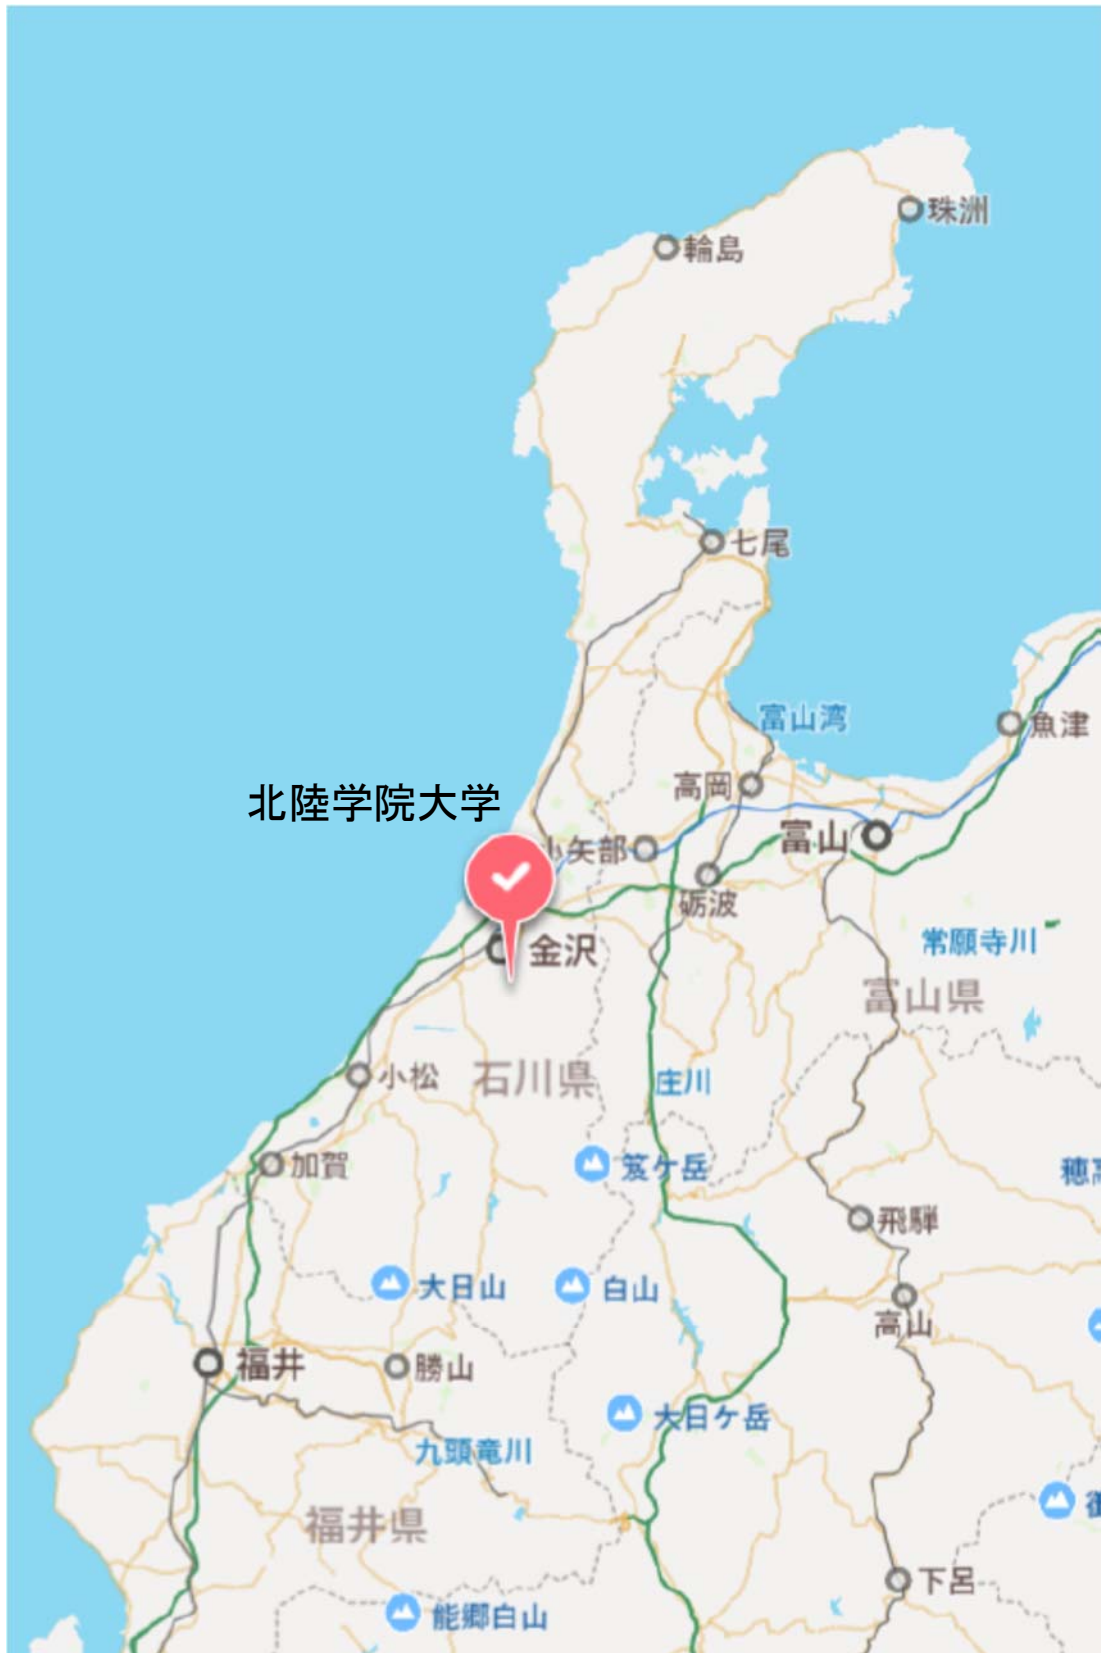 珠洲
輪島
七尾
富山湾
魚津
高岡
北陸学院大学
富山
小矢部
砺波
常願寺川
金沢
富山県
小松
石川県
庄川
笈ケ岳
加賀
飛騨
大日山
白山
高山
福井
勝山
大日ケ岳
九頭竜川
福井県
下呂
能郷白山